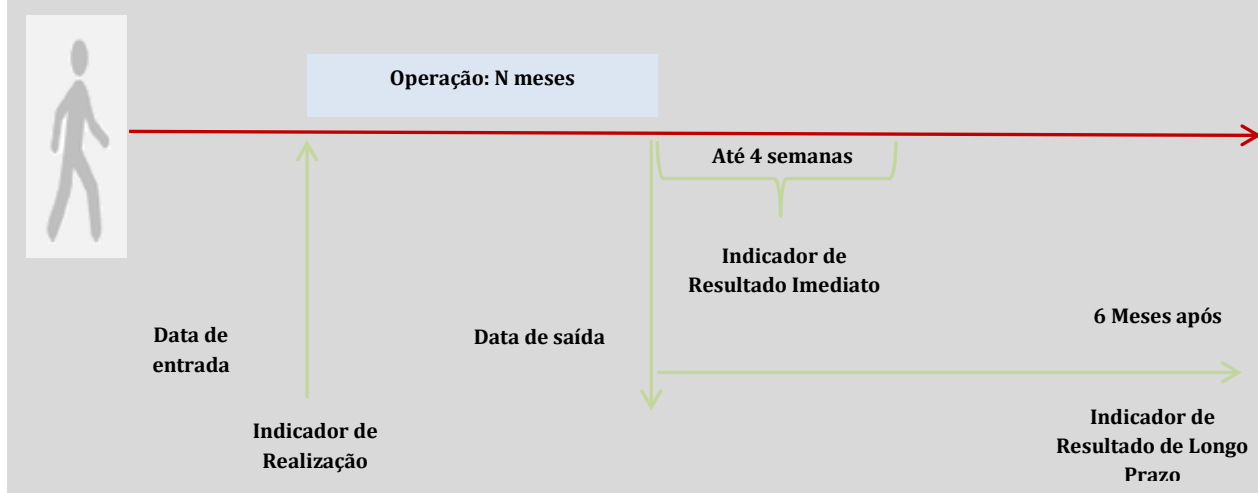 Operação: N meses
Até 4 semanas
Indicador de
Resultado Imediato
6 Meses após
Data de
entrada
Data de saída
Indicador de
Realização
Indicador de
Resultado de Longo
Prazo